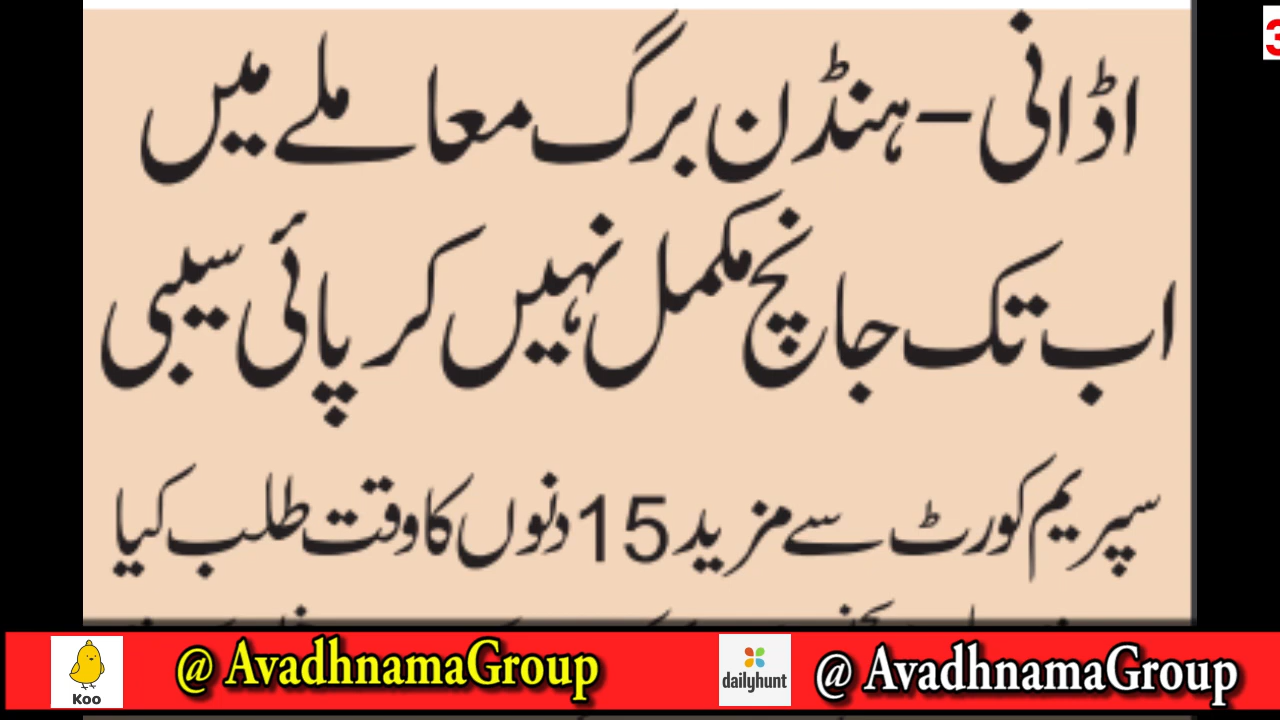 اڈانی-ہنڈن برگ معاملے میں
اب تک جانچ مکمل نہیں کر پائی سیبی
سپریم کورٹ سے مزید 15 دنوں کا وقت طلب کیا
3
Koo
@ AvadhnamaGroup
dailyhunt
@ AvadhnamaGroup